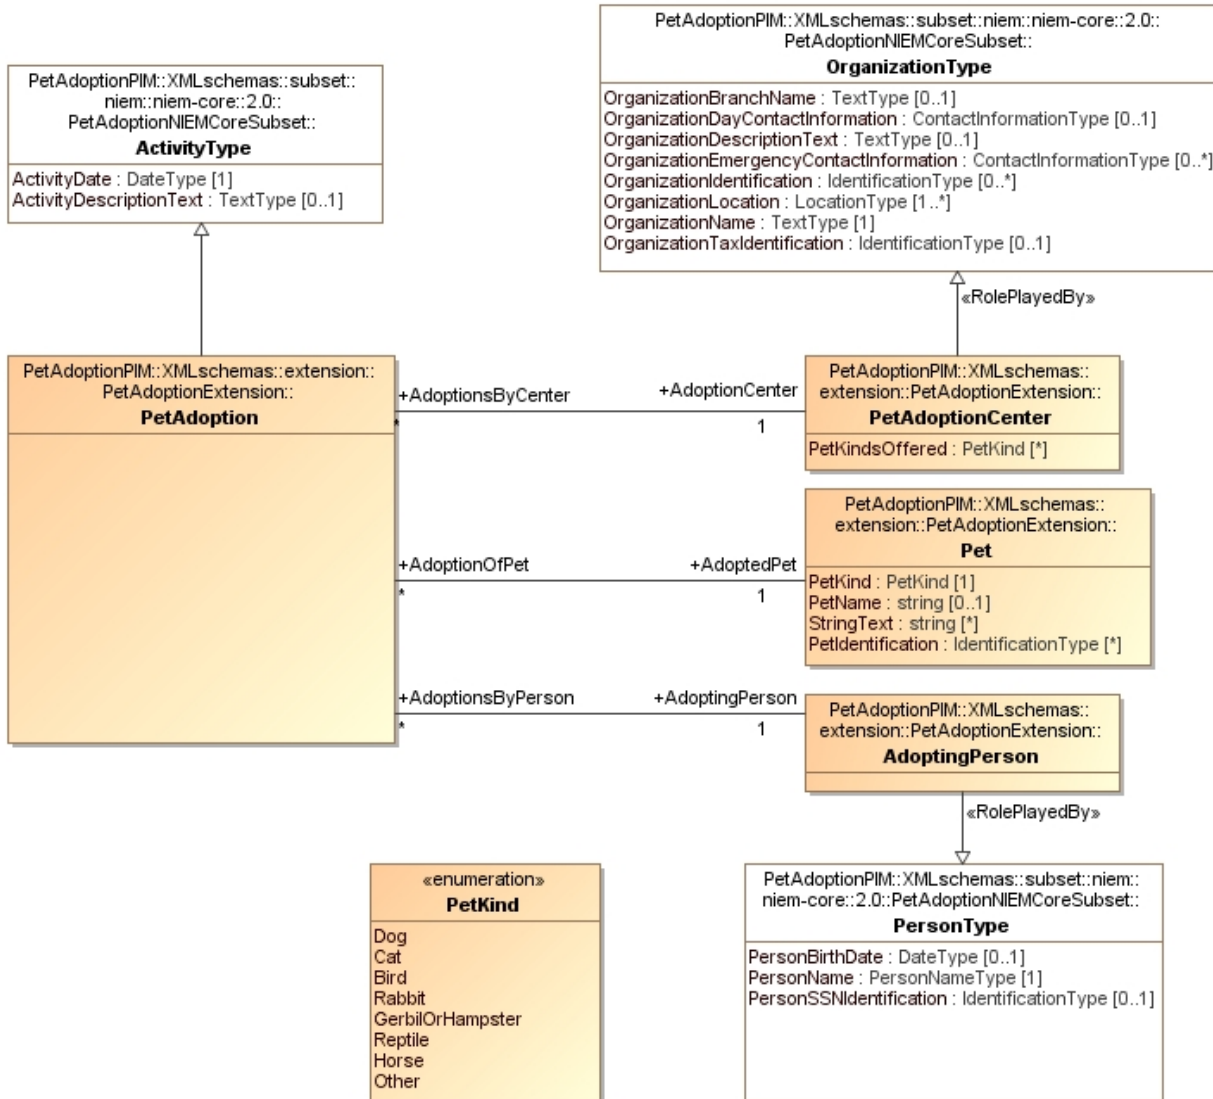 PetAdoptionPIM::XMLschemas::subset::niem::niem-core::2.0::
PetAdoptionNIEMCoreSubset::
OrganizationType
OrganizationBranchName : TextType [0..1]
OrganizationDayContactInformation : ContactInformationType [0..1]
OrganizationDescriptionText : TextType [0..1]
OrganizationEmergencyContactInformation : ContactInformationType [0..*]
OrganizationIdentification : IdentificationType [0..*]
OrganizationLocation : LocationType [1..*]
OrganizationName : TextType [1]
OrganizationTaxIdentification : IdentificationType [0..1]
PetAdoptionPIM::XMLschemas::subset::
niem::niem-core::2.0::
PetAdoptionNIEMCoreSubset::
ActivityType
ActivityDate : DateType [1]
ActivityDescriptionText : TextType [0..1]
«RolePlayedBy»
PetAdoptionPIM::XMLschemas::extension::
PetAdoptionExtension::
PetAdoption
+AdoptionsByCenter
*
+AdoptionCenter
1
PetAdoptionPIM::XMLschemas::
extension::PetAdoptionExtension::
PetAdoptionCenter
PetKindsOffered : PetKind [*]
+AdoptionOfPet
*
+AdoptedPet
1
PetAdoptionPIM::XMLschemas::
extension::PetAdoptionExtension::
Pet
PetKind : PetKind [1]
PetName : string [0..1]
StringText : string [*]
PetIdentification : IdentificationType [*]
+AdoptionsByPerson
*
+AdoptingPerson
1
PetAdoptionPIM::XMLschemas::
extension::PetAdoptionExtension::
AdoptingPerson
«RolePlayedBy»
«enumeration»
PetKind
Dog
Cat
Bird
Rabbit
GerbilOrHampster
Reptile
Horse
Other
PetAdoptionPIM::XMLschemas::subset::niem::
niem-core::2.0::PetAdoptionNIEMCoreSubset::
PersonType
PersonBirthDate : DateType [0..1]
PersonName : PersonNameType [1]
PersonSSNIdentification : IdentificationType [0..1]